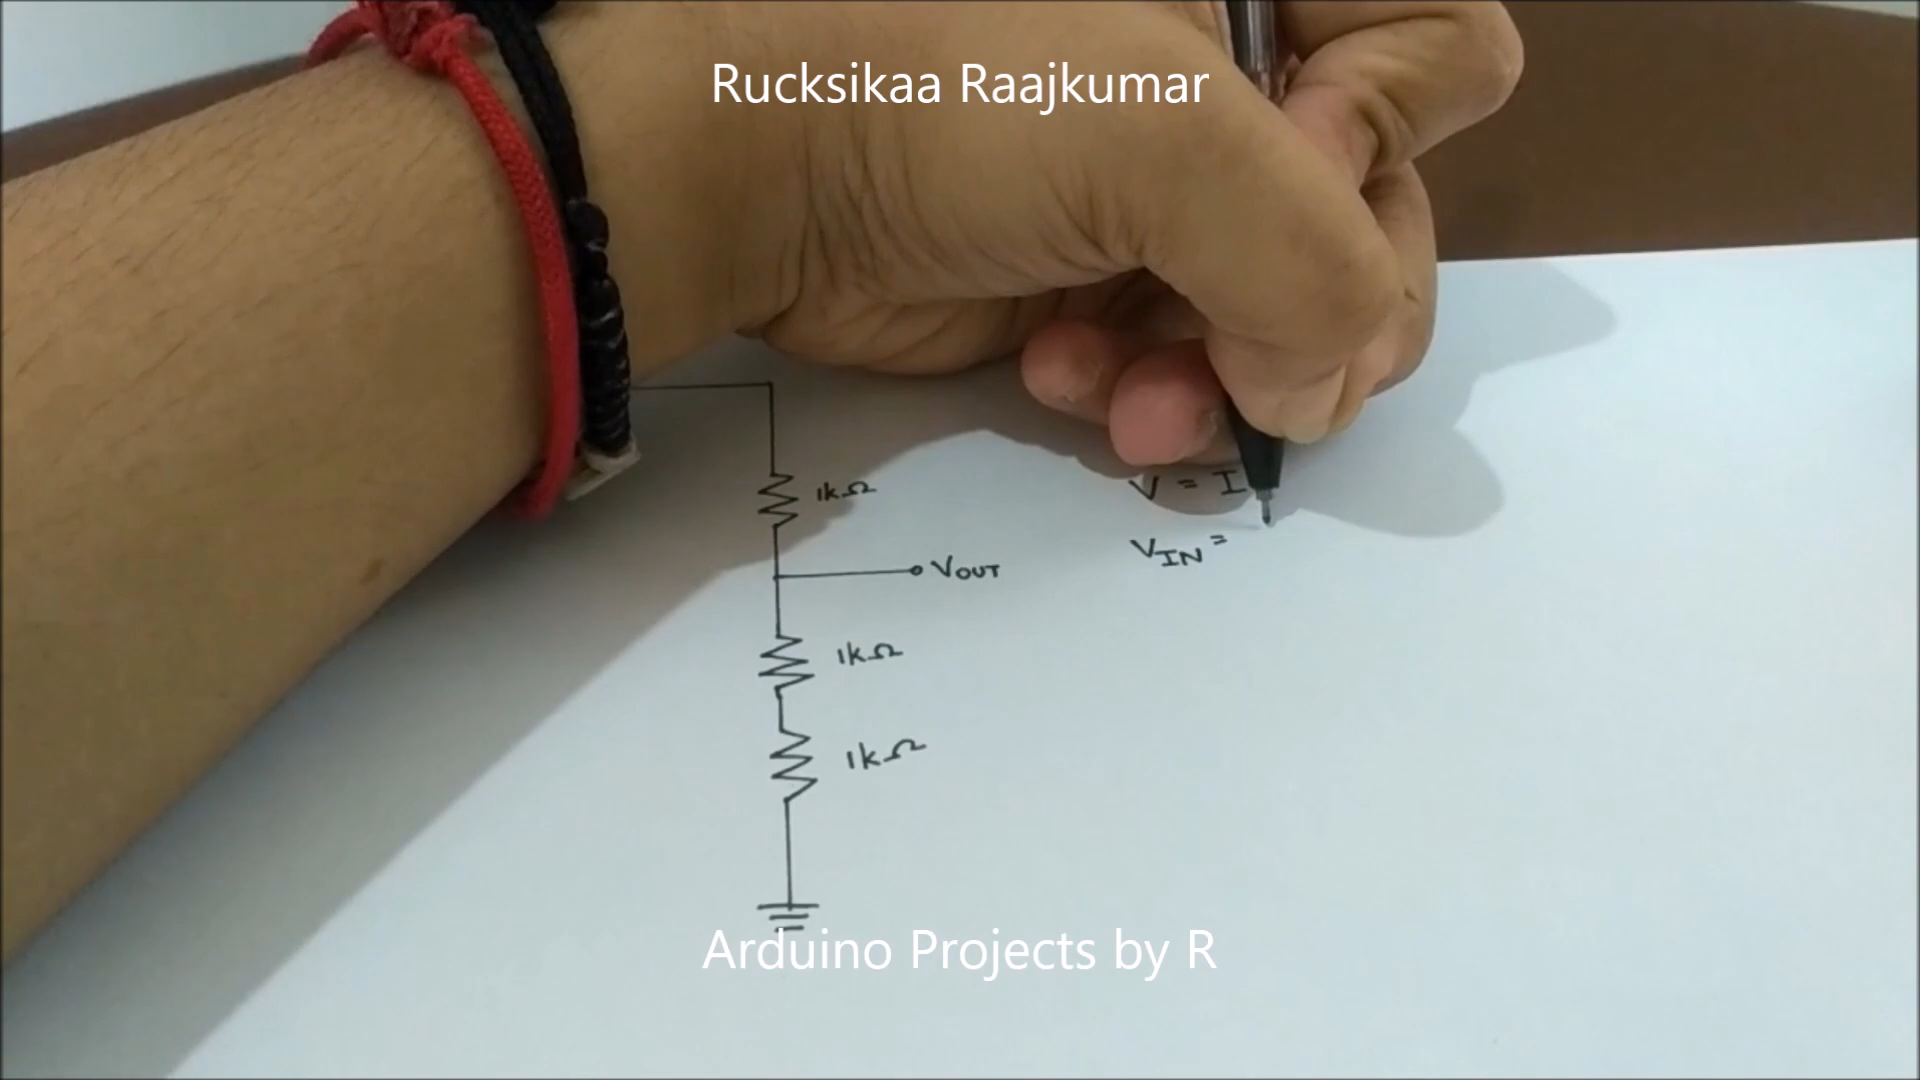 Rucksikaa Raajkumar
1kΩ
V = I
VOUT
VIN =
1kΩ
1kΩ
Arduino Projects by R